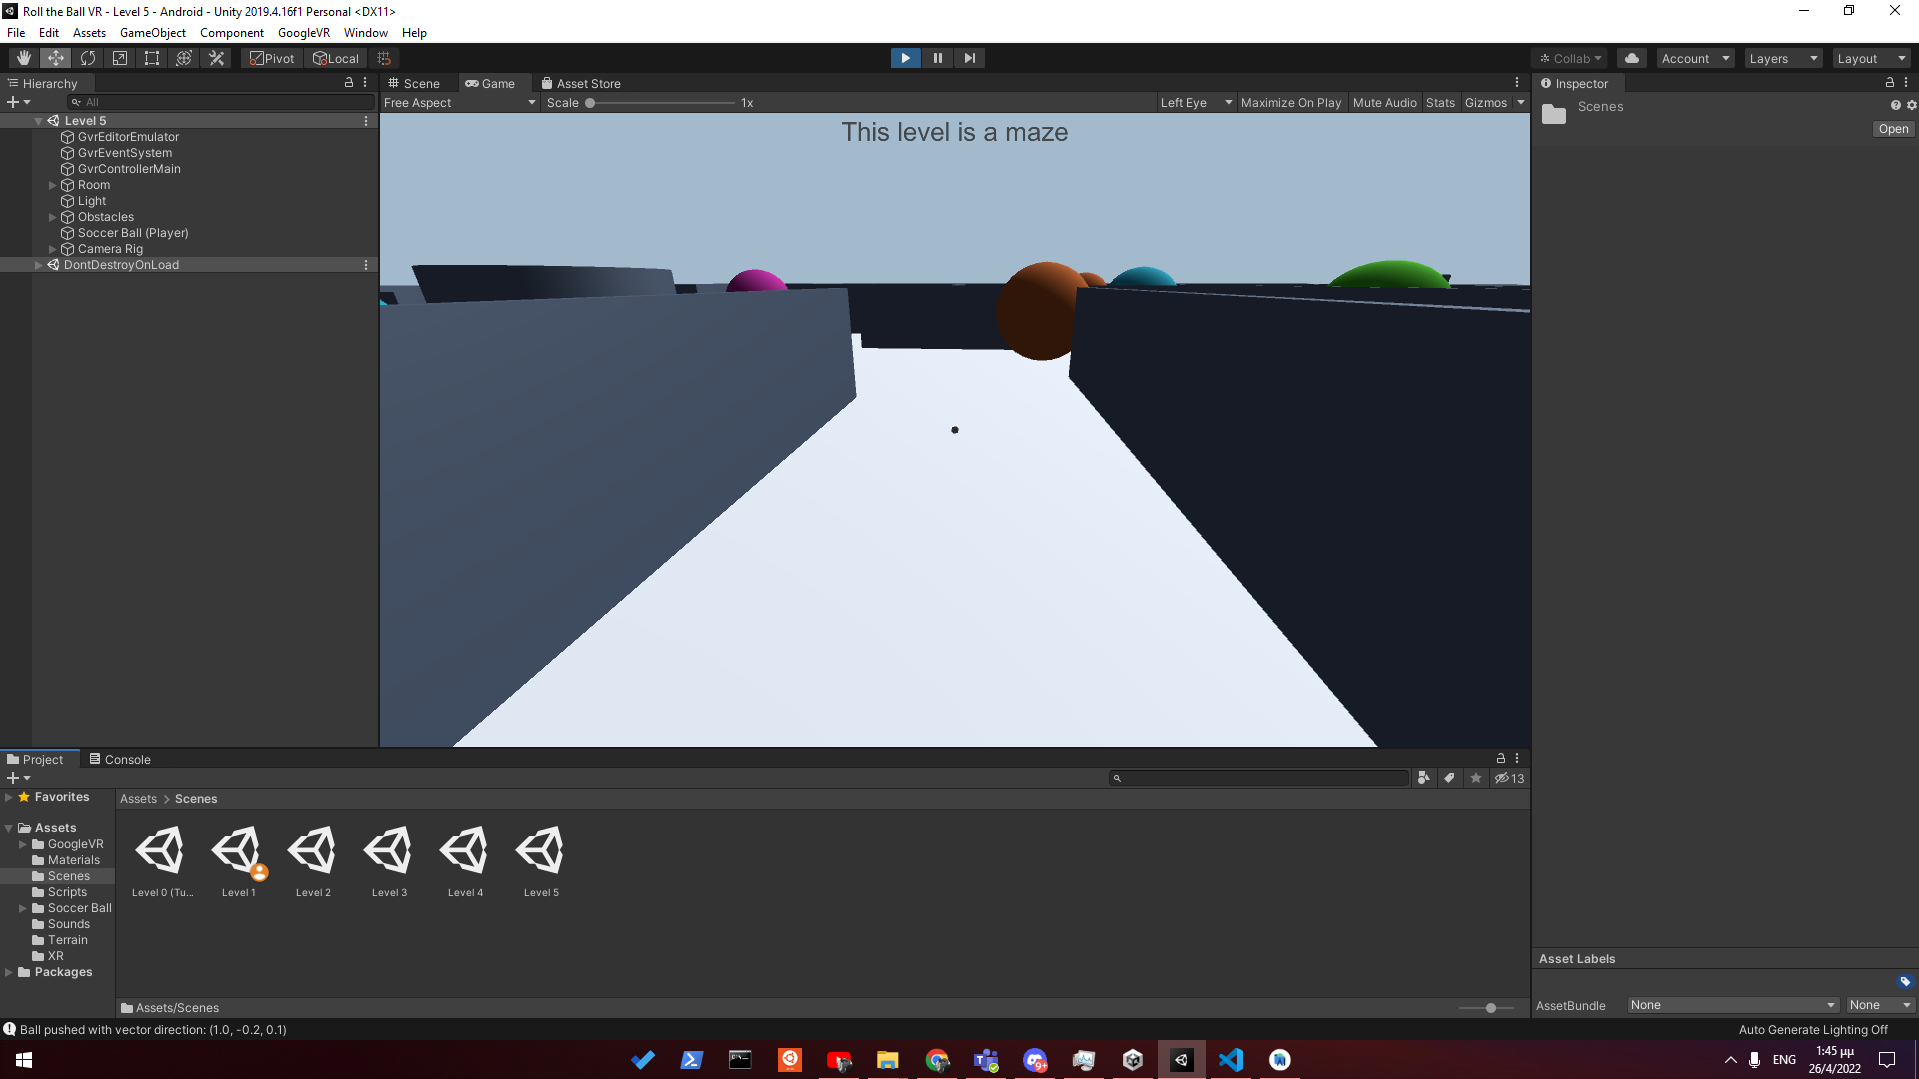 Roll the Ball VR - Level 5 - Android - Unity 2019.4.16f1 Personal <DX11>
File Edit Assets GameObject Component GoogleVR Window Help
Pivot Local Collab Account Layers Layout
Hierarchy
All
Level 5
GvrEditorEmulator
GvrEventSystem
GvrControllerMain
Room
Light
Obstacles
Soccer Ball (Player)
Camera Rig
DontDestroyOnLoad
Scene Game Asset Store
Free Aspect Scale 1x Left Eye Maximize On Play Mute Audio Stats Gizmos
This level is a maze
Inspector
Scenes
Open
Project Console
13
Favorites
Assets
GoogleVR
Materials
Scenes
Scripts
Soccer Ball
Sounds
Terrain
XR
Packages
Assets > Scenes
Level 0 (Tu... Level 1 Level 2 Level 3 Level 4 Level 5
Assets/Scenes
Asset Labels
AssetBundle None None
Ball pushed with vector direction: (1.0, -0.2, 0.1)
Auto Generate Lighting Off
9+
ENG
1:45 μμ
26/4/2022